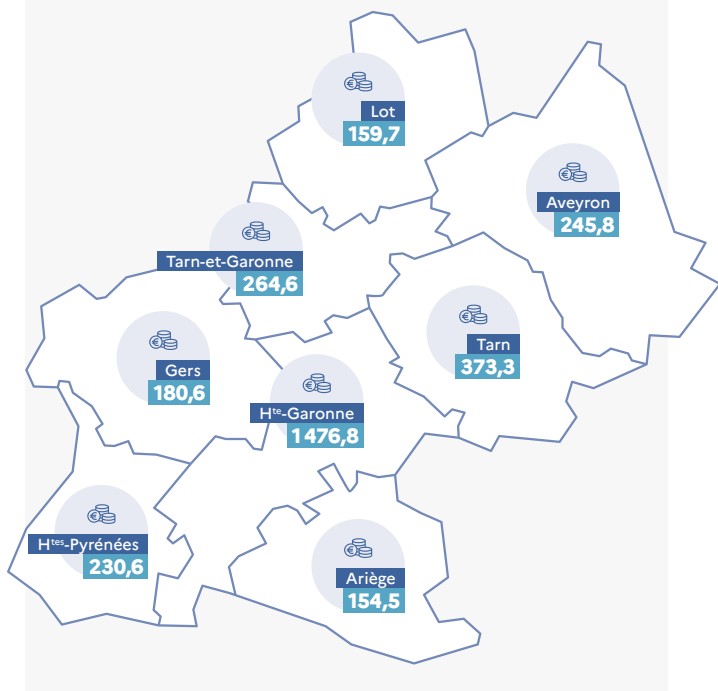 Lot
159,7
Aveyron
245,8
Tarn-et-Garonne
264,6
Tarn
373,3
Gers
180,6
Hte-Garonne
1 476,8
Htes-Pyrénées
230,6
Ariège
154,5